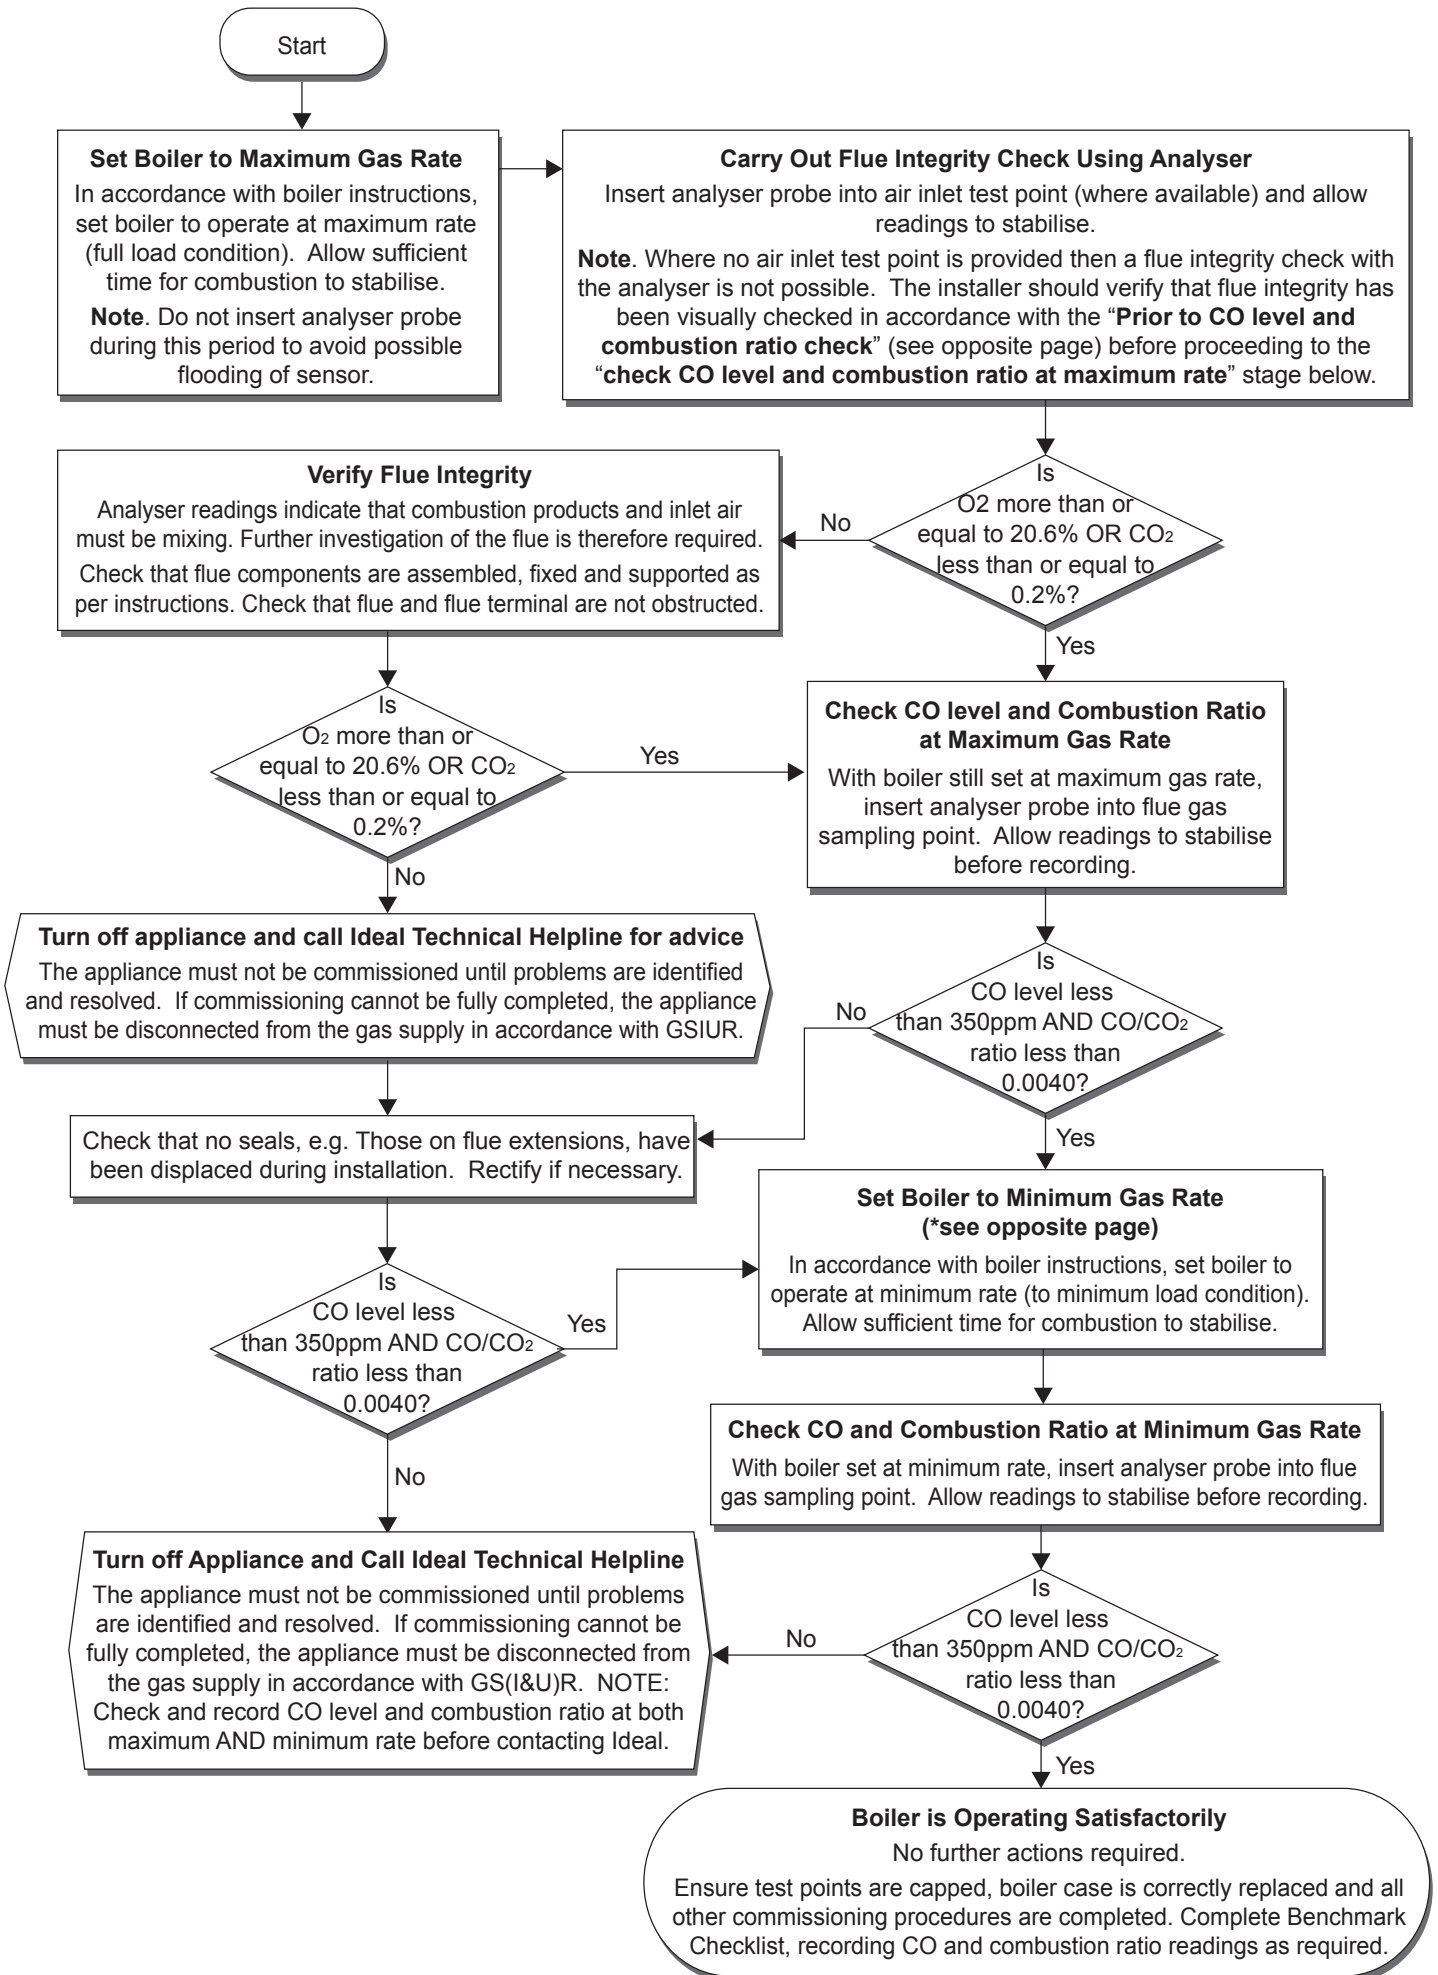 Start
Set Boiler to Maximum Gas Rate
In accordance with boiler instructions,
set boiler to operate at maximum rate
(full load condition).  Allow sufficient
time for combustion to stabilise.
Note. Do not insert analyser probe
during this period to avoid possible
flooding of sensor.
Carry Out Flue Integrity Check Using Analyser
Insert analyser probe into air inlet test point (where available) and allow
readings to stabilise.
Note. Where no air inlet test point is provided then a flue integrity check with
the analyser is not possible.  The installer should verify that flue integrity has
been visually checked in accordance with the “Prior to CO level and
combustion ratio check” (see opposite page) before proceeding to the
“check CO level and combustion ratio at maximum rate” stage below.
Is
O2 more than or
equal to 20.6% OR CO2
less than or equal to
0.2%?
No
Yes
Verify Flue Integrity
Analyser readings indicate that combustion products and inlet air
must be mixing. Further investigation of the flue is therefore required.
Check that flue components are assembled, fixed and supported as
per instructions. Check that flue and flue terminal are not obstructed.
Is
O2 more than or
equal to 20.6% OR CO2
less than or equal to
0.2%?
Yes
No
Check CO level and Combustion Ratio
at Maximum Gas Rate
With boiler still set at maximum gas rate,
insert analyser probe into flue gas
sampling point.  Allow readings to stabilise
before recording.
Turn off appliance and call Ideal Technical Helpline for advice
The appliance must not be commissioned until problems are identified
and resolved.  If commissioning cannot be fully completed, the appliance
must be disconnected from the gas supply in accordance with GSIUR.
Is
CO level less
than 350ppm AND CO/CO2
ratio less than
0.0040?
No
Yes
Check that no seals, e.g. Those on flue extensions, have
been displaced during installation.  Rectify if necessary.
Set Boiler to Minimum Gas Rate
(*see opposite page)
In accordance with boiler instructions, set boiler to
operate at minimum rate (to minimum load condition).
Allow sufficient time for combustion to stabilise.
Is
CO level less
than 350ppm AND CO/CO2
ratio less than
0.0040?
Yes
No
Check CO and Combustion Ratio at Minimum Gas Rate
With boiler set at minimum rate, insert analyser probe into flue
gas sampling point.  Allow readings to stabilise before recording.
Turn off Appliance and Call Ideal Technical Helpline
The appliance must not be commissioned until problems
are identified and resolved.  If commissioning cannot be
fully completed, the appliance must be disconnected from
the gas supply in accordance with GS(I&U)R.  NOTE:
Check and record CO level and combustion ratio at both
maximum AND minimum rate before contacting Ideal.
Is
CO level less
than 350ppm AND CO/CO2
ratio less than
0.0040?
No
Yes
Boiler is Operating Satisfactorily
No further actions required.
Ensure test points are capped, boiler case is correctly replaced and all
other commissioning procedures are completed. Complete Benchmark
Checklist, recording CO and combustion ratio readings as required.